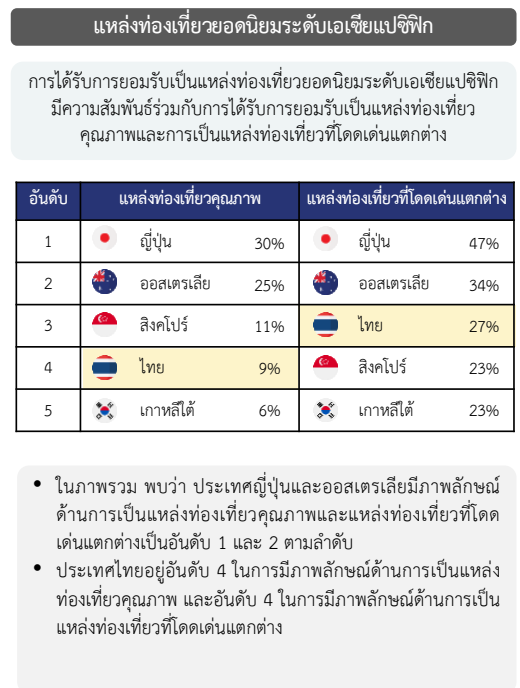 แหล่งท่องเที่ยวยอดนิยมระดับเอเชียแปซิฟิก
การได้รับการยอมรับเป็นแหล่งท่องเที่ยวยอดนิยมระดับเอเชียแปซิฟิก
มีความสัมพันธ์ร่วมกับการได้รับการยอมรับเป็นแหล่งท่องเที่ยว
คุณภาพและการเป็นแหล่งท่องเที่ยวที่โดดเด่นแตกต่าง
อันดับ แหล่งท่องเที่ยวคุณภาพ แหล่งท่องเที่ยวที่โดดเด่นแตกต่าง
1 ญี่ปุ่น 30% ญี่ปุ่น 47%
2 ออสเตรเลีย 25% ออสเตรเลีย 34%
3 สิงคโปร์ 11% ไทย 27%
4 ไทย 9% สิงคโปร์ 23%
5 เกาหลีใต้ 6% เกาหลีใต้ 23%
• ในภาพรวม พบว่า ประเทศญี่ปุ่นและออสเตรเลียมีภาพลักษณ์
ด้านการเป็นแหล่งท่องเที่ยวคุณภาพและแหล่งท่องเที่ยวที่โดด
เด่นแตกต่างเป็นอันดับ 1 และ 2 ตามลำดับ
• ประเทศไทยอยู่อันดับ 4 ในการมีภาพลักษณ์ด้านการเป็นแหล่ง
ท่องเที่ยวคุณภาพ และอันดับ 4 ในการมีภาพลักษณ์ด้านการเป็น
แหล่งท่องเที่ยวที่โดดเด่นแตกต่าง